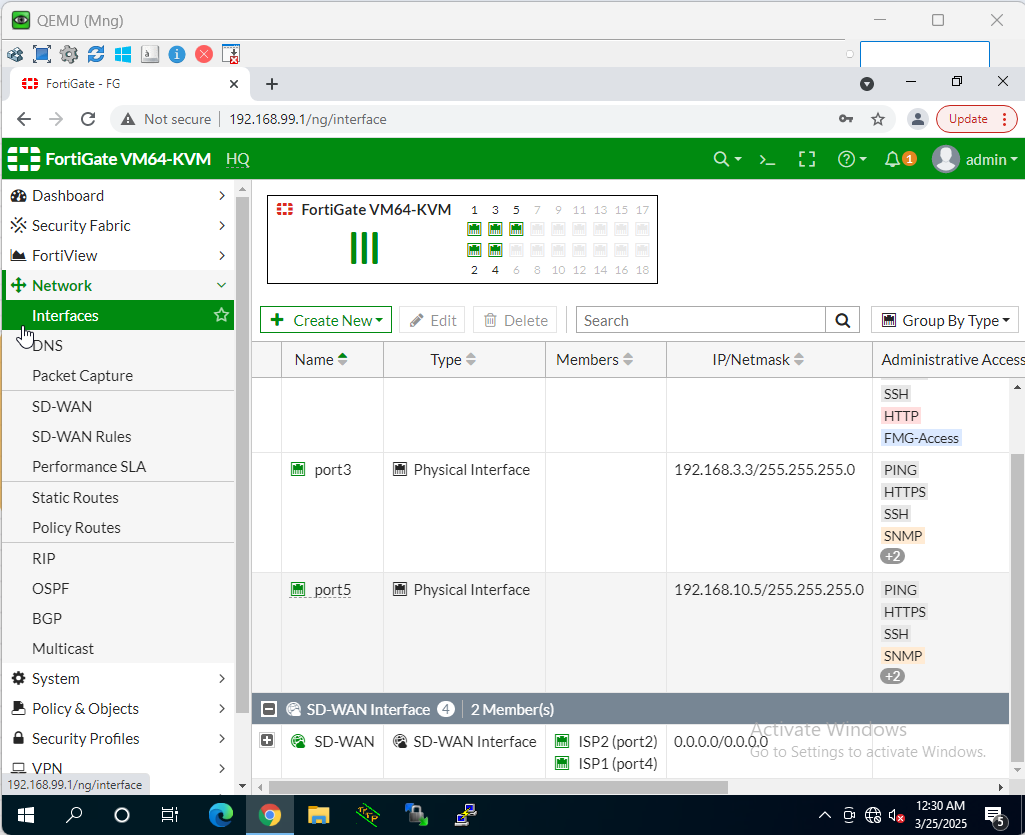 QEMU (Mng)
FortiGate - FG
Not secure 192.168.99.1/ng/interface Update
FortiGate VM64-KVM HQ 1 admin
Dashboard
Security Fabric
FortiView
Network
Interfaces
DNS
Packet Capture
SD-WAN
SD-WAN Rules
Performance SLA
Static Routes
Policy Routes
RIP
OSPF
BGP
Multicast
System
Policy & Objects
Security Profiles
VPN
192.168.99.1/ng/interface
FortiGate VM64-KVM 1 3 5 7 9 11 13 15 17
2 4 6 8 10 12 14 16 18
+ Create New Edit Delete Search Group By Type
Name Type Members IP/Netmask Administrative Access
SSH
HTTP
FMG-Access
port3 Physical Interface 192.168.3.3/255.255.255.0 PING
HTTPS
SSH
SNMP
+2
port5 Physical Interface 192.168.10.5/255.255.255.0 PING
HTTPS
SSH
SNMP
+2
SD-WAN Interface 4 2 Member(s)
SD-WAN SD-WAN Interface ISP2 (port2) 0.0.0.0/0.0.0.0
ISP1 (port4)
Activate Windows
Go to Settings to activate Windows.
12:30 AM
3/25/2025
5